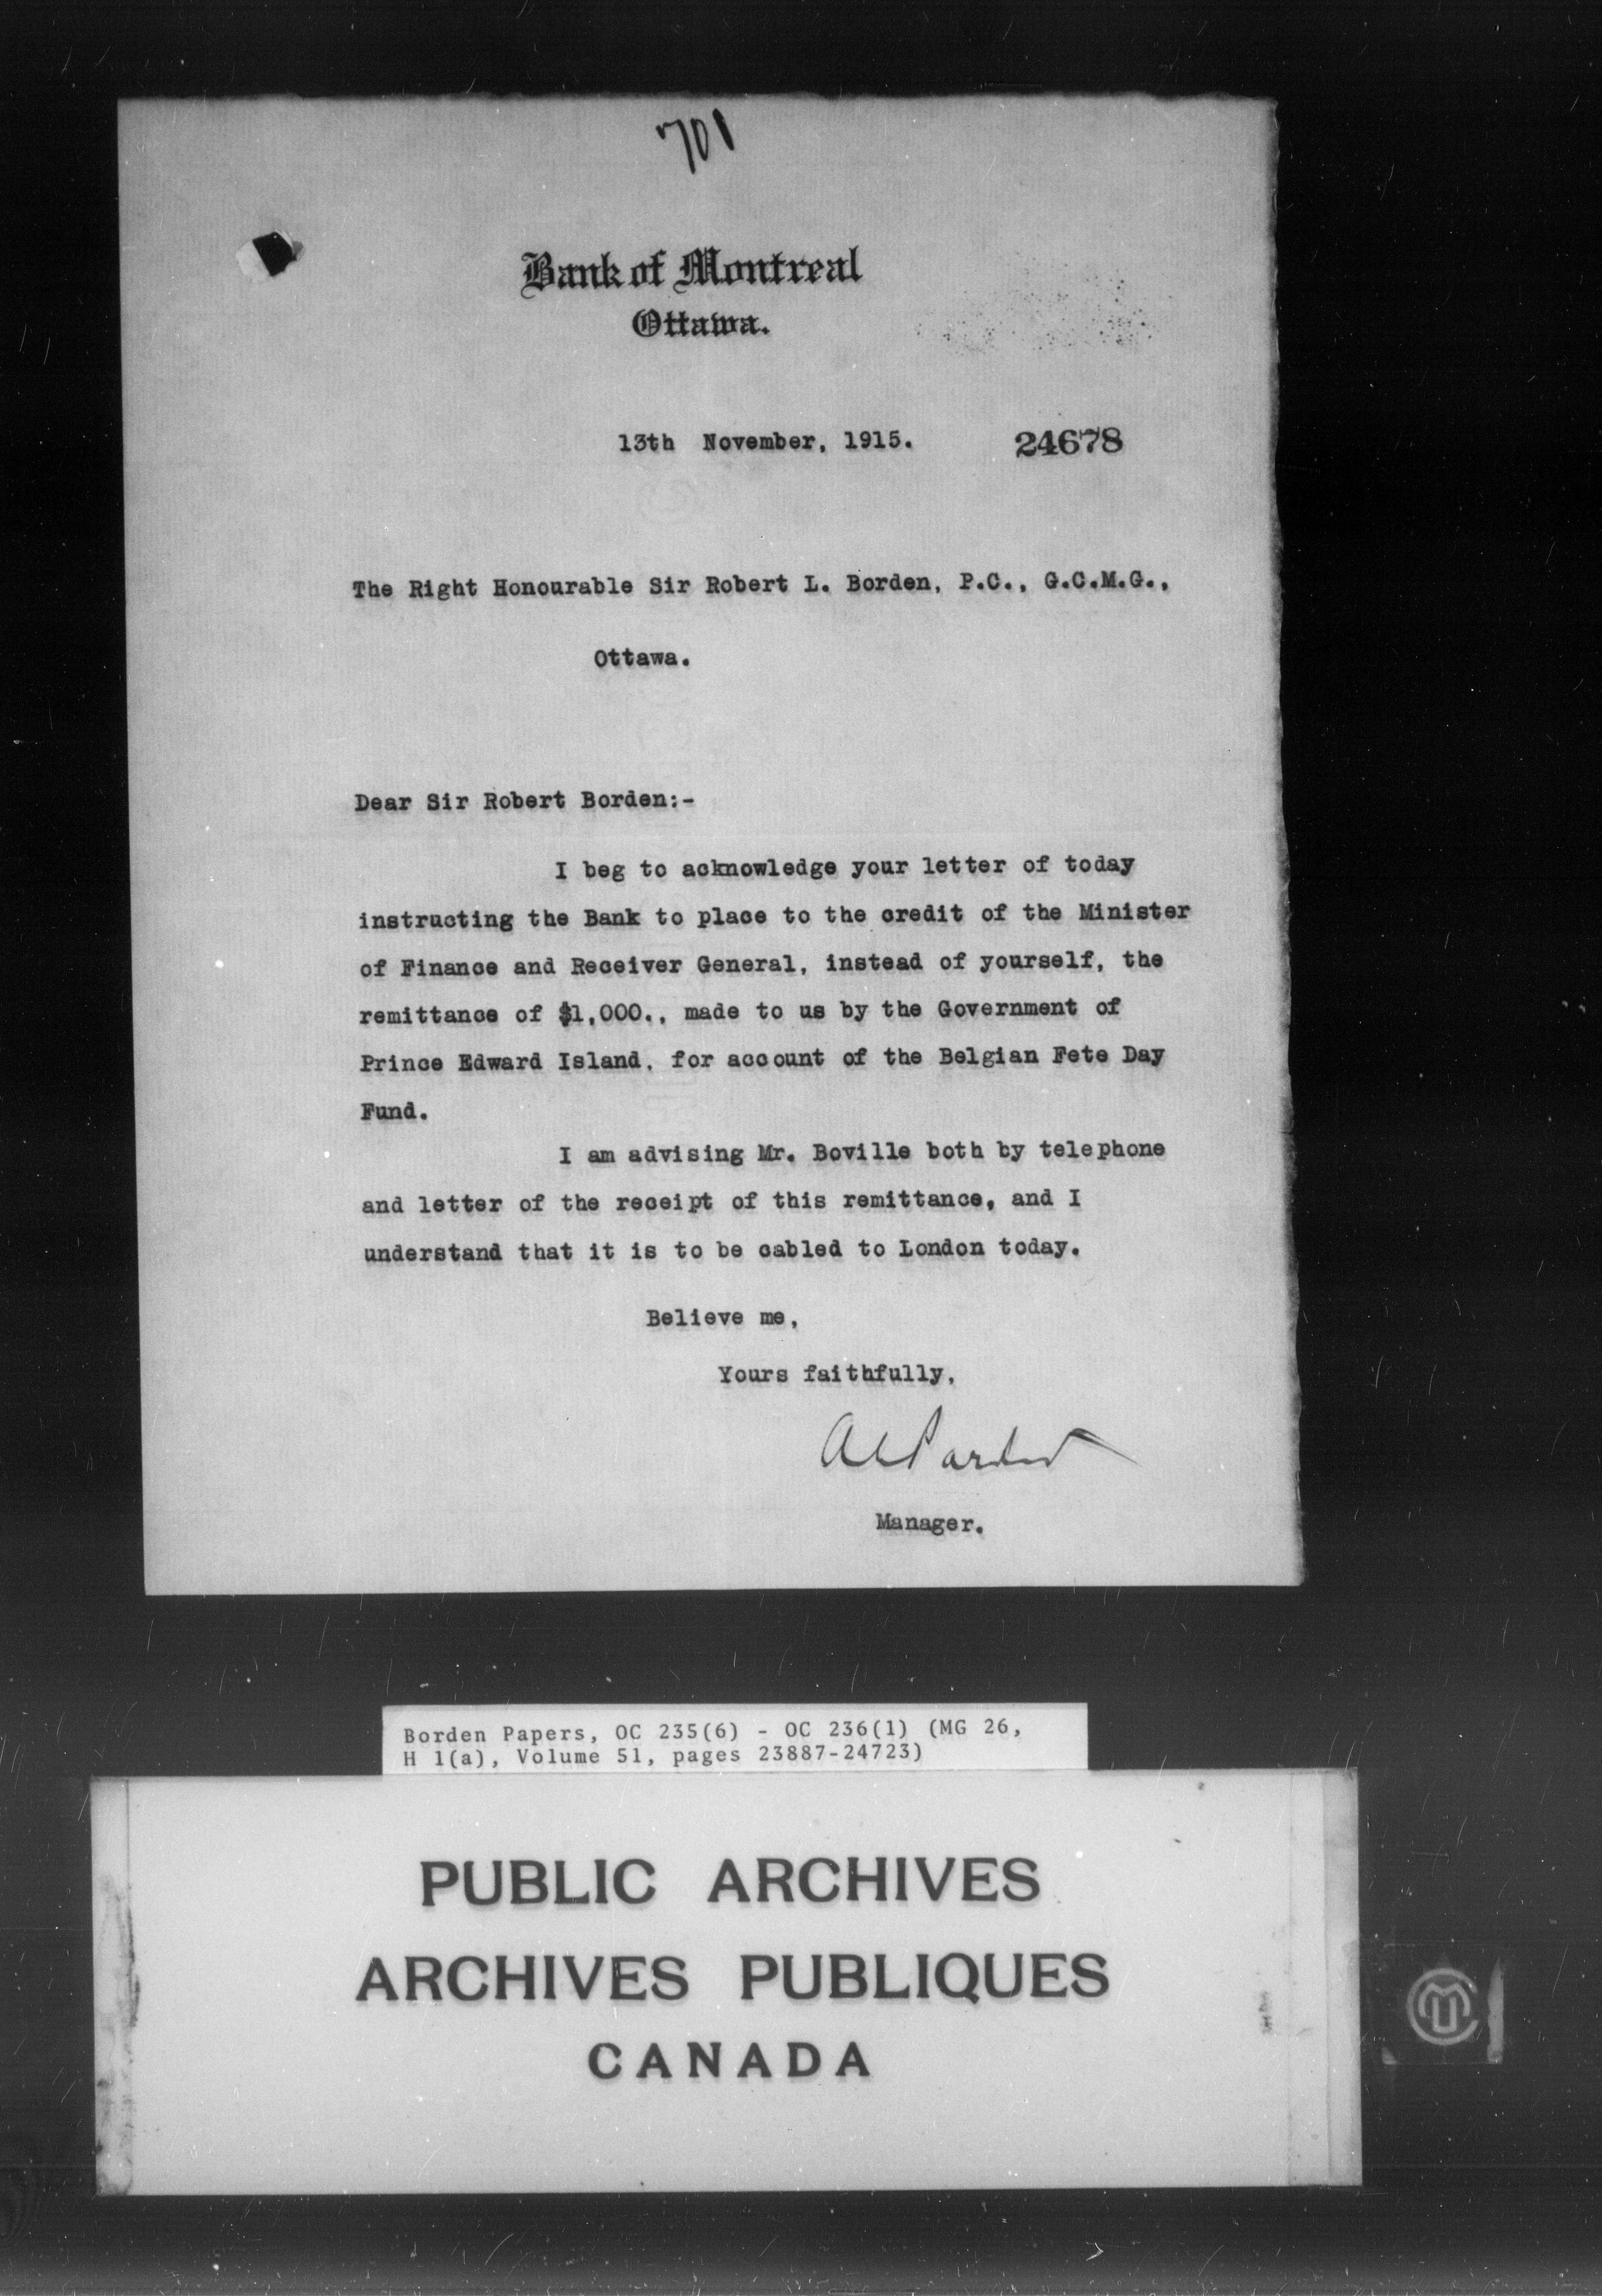 701
Bank of Montreal
Ottawa.
13th November, 1915. 24678
The Right Honourable Sir Robert L. Borden, P.C., G.C.M.G.,
Ottawa.
Dear Sir Robert Borden:-
I beg to acknowledge your letter of today
instructing the Bank to place to the credit of the Minister
of Finance and Receiver General, instead of yourself, the
remittance of $1,000., made to us by the Government of
Prince Edward Island, for account of the Belgian Fete Day
Fund.
I am advising Mr. Boville both by telephone
and letter of the receipt of this remittance, and I
understand that it is to be cabled to London today.
Believe me,
Yours faithfully,
Manager.
Borden Papers, OC 235(6) - OC 236(1) (MG 26,
H 1(a), Volume 51, pages 23887-24723)
PUBLIC ARCHIVES
ARCHIVES PUBLIQUES
CANADA